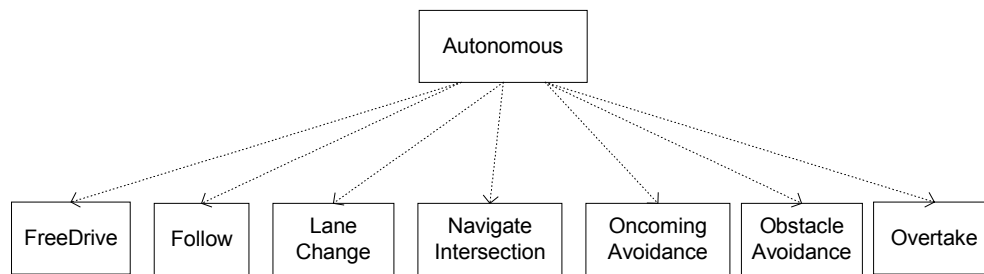 Autonomous
FreeDrive
Follow
Lane
Change
Navigate
Intersection
Oncoming
Avoidance
Obstacle
Avoidance
Overtake